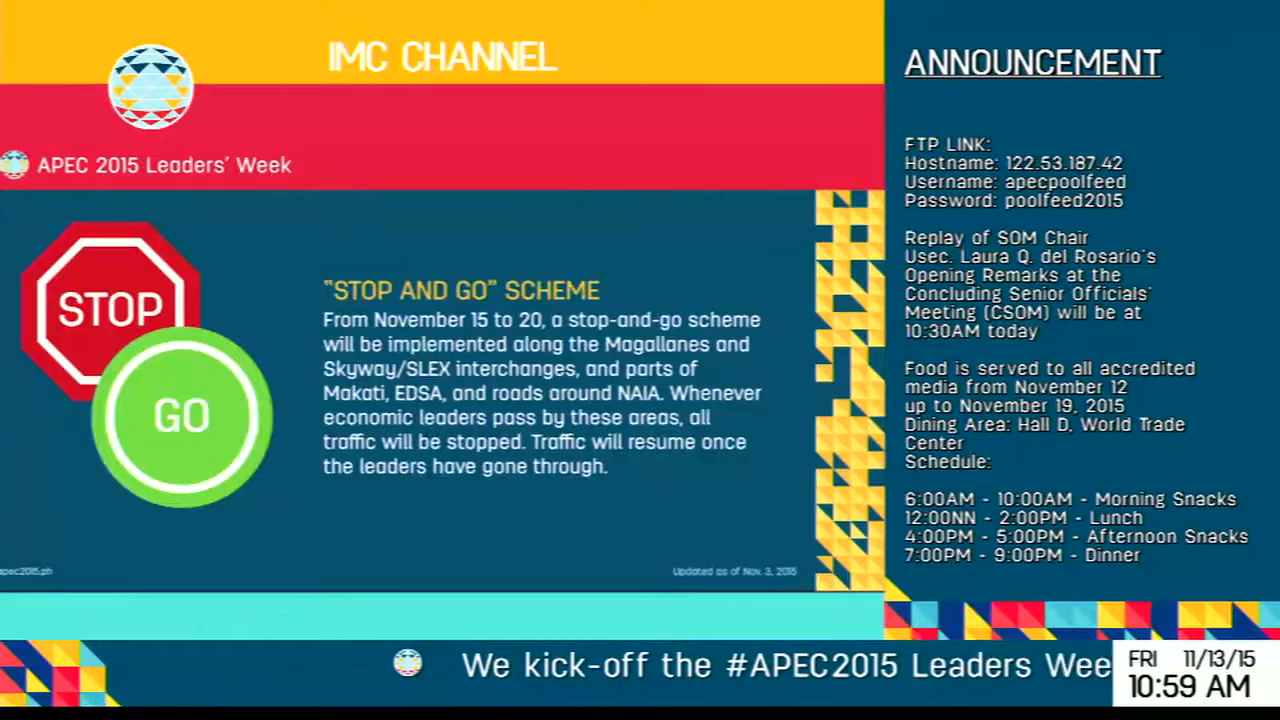 IMC CHANNEL
APEC 2015 Leaders' Week
STOP
GO
"STOP AND GO" SCHEME
From November 15 to 20, a stop-and-go scheme
will be implemented along the Magallanes and
Skyway/SLEX interchanges, and parts of
Makati, EDSA, and roads around NAIA. Whenever
economic leaders pass by these areas, all
traffic will be stopped. Traffic will resume once
the leaders have gone through.
apec2015.ph
Updated as of Nov. 3, 2015
ANNOUNCEMENT
FTP LINK:
Hostname: 122.53.187.42
Username: apecpoolfeed
Password: poolfeed2015
Replay of SOM Chair
Usec. Laura Q. del Rosario's
Opening Remarks at the
Concluding Senior Officials'
Meeting (CSOM) will be at
10:30AM today
Food is served to all accredited
media from November 12
up to November 19, 2015
Dining Area: Hall D, World Trade
Center
Schedule:
6:00AM - 10:00AM - Morning Snacks
12:00NN - 2:00PM - Lunch
4:00PM - 5:00PM - Afternoon Snacks
7:00PM - 9:00PM - Dinner
We kick-off the #APEC2015 Leaders Wee
FRI 11/13/15
10:59 AM